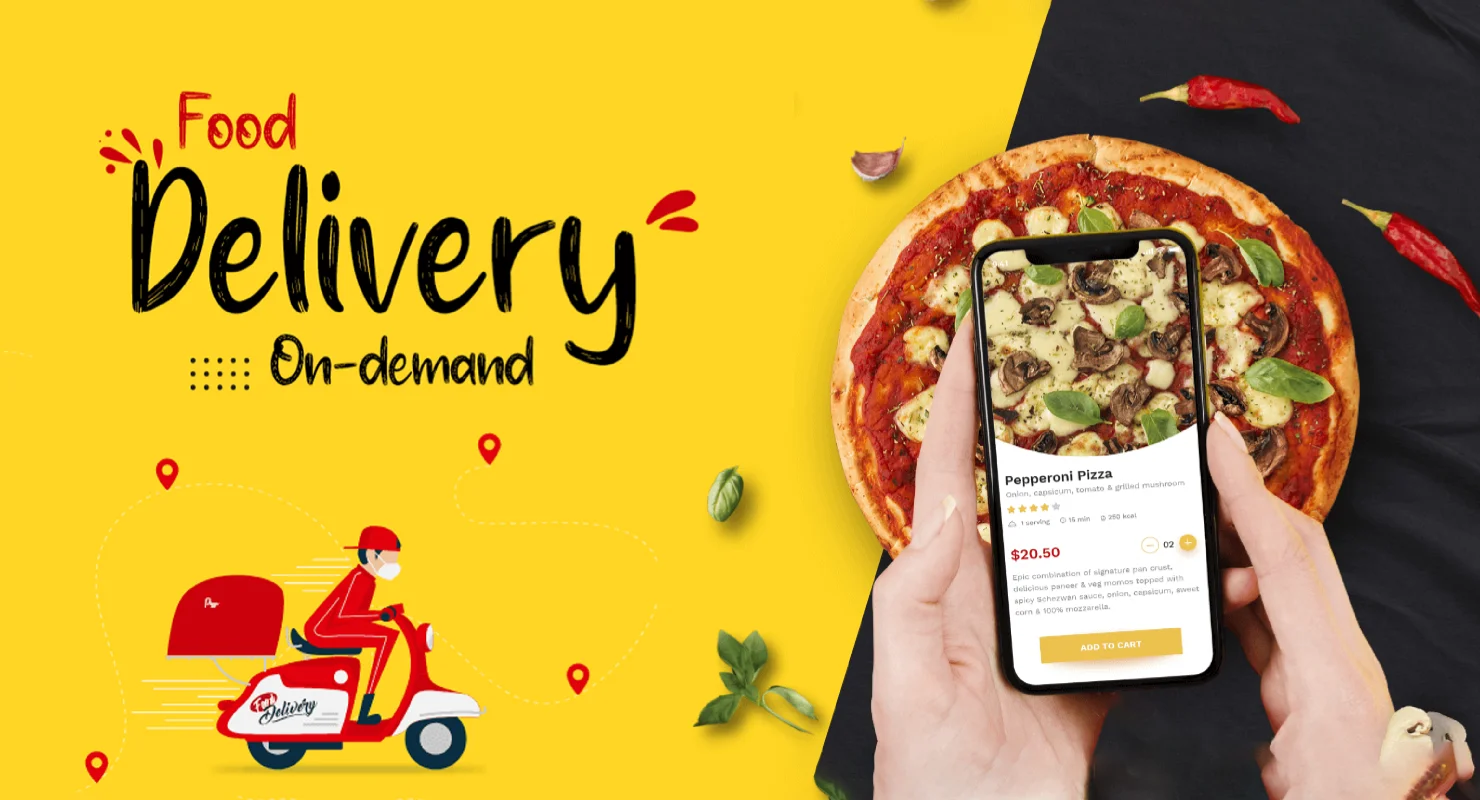 Food
Delivery
On-demand
Food
Delivery
Pepperoni Pizza
Onion, capsicum, tomato & grilled mushroom
1 serving 15 min 250 kcal
$20.50
02
Epic combination of signature pan crust,
delicious paneer & veg momos topped with
spicy Schezwan sauce, onion, capsicum, sweet
corn & 100% mozzarella.
ADD TO CART